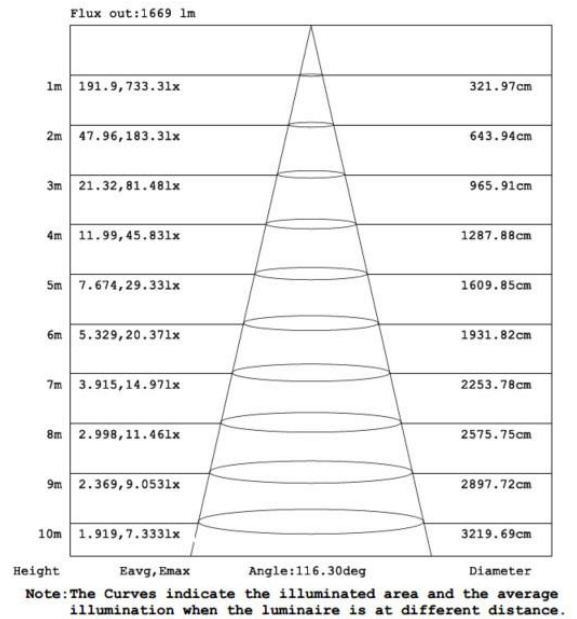 Flux out:1669 lm
1m 191.9,733.3lx 321.97cm
2m 47.96,183.3lx 643.94cm
3m 21.32,81.48lx 965.91cm
4m 11.99,45.83lx 1287.88cm
5m 7.674,29.33lx 1609.85cm
6m 5.329,20.37lx 1931.82cm
7m 3.915,14.97lx 2253.78cm
8m 2.998,11.46lx 2575.75cm
9m 2.369,9.053lx 2897.72cm
10m 1.919,7.333lx 3219.69cm
Height Eavg,Emax Angle:116.30deg Diameter
Note:The Curves indicate the illuminated area and the average
illumination when the luminaire is at different distance.